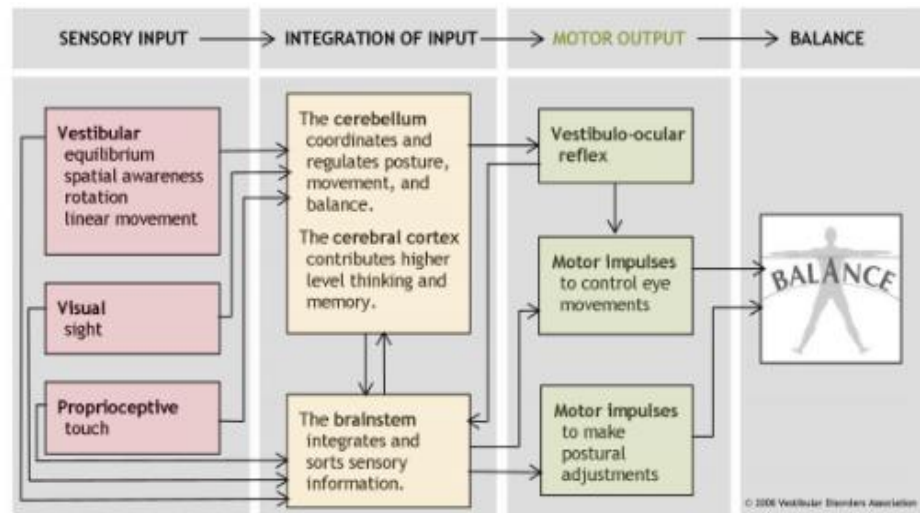 SENSORY INPUT
INTEGRATION OF INPUT
MOTOR OUTPUT
BALANCE
Vestibular
equilibrium
spatial awareness
rotation
linear movement
Visual
sight
Proprioceptive
touch
The cerebellum
coordinates and
regulates posture,
movement, and
balance.
The cerebral cortex
contributes higher
level thinking and
memory.
The brainstem
integrates and
sorts sensory
information.
Vestibulo-ocular
reflex
Motor impulses
to control eye
movements
Motor impulses
to make
postural
adjustments
BALANCE
© 2008 Vestibular Disorders Association